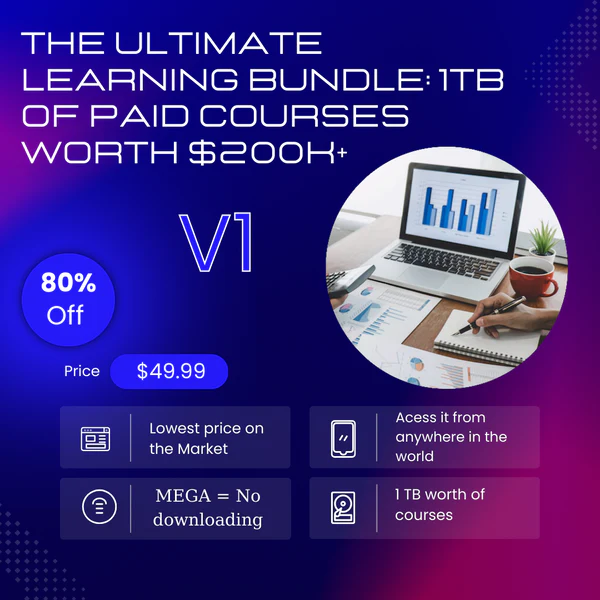 THE ULTIMATE
LEARNING BUNDLE: 1TB
OF PAID COURSES
WORTH $200K+
V1
80%
Off
Price $49.99
Lowest price on
the Market
Acess it from
anywhere in the
world
MEGA = No
downloading
1 TB worth of
courses